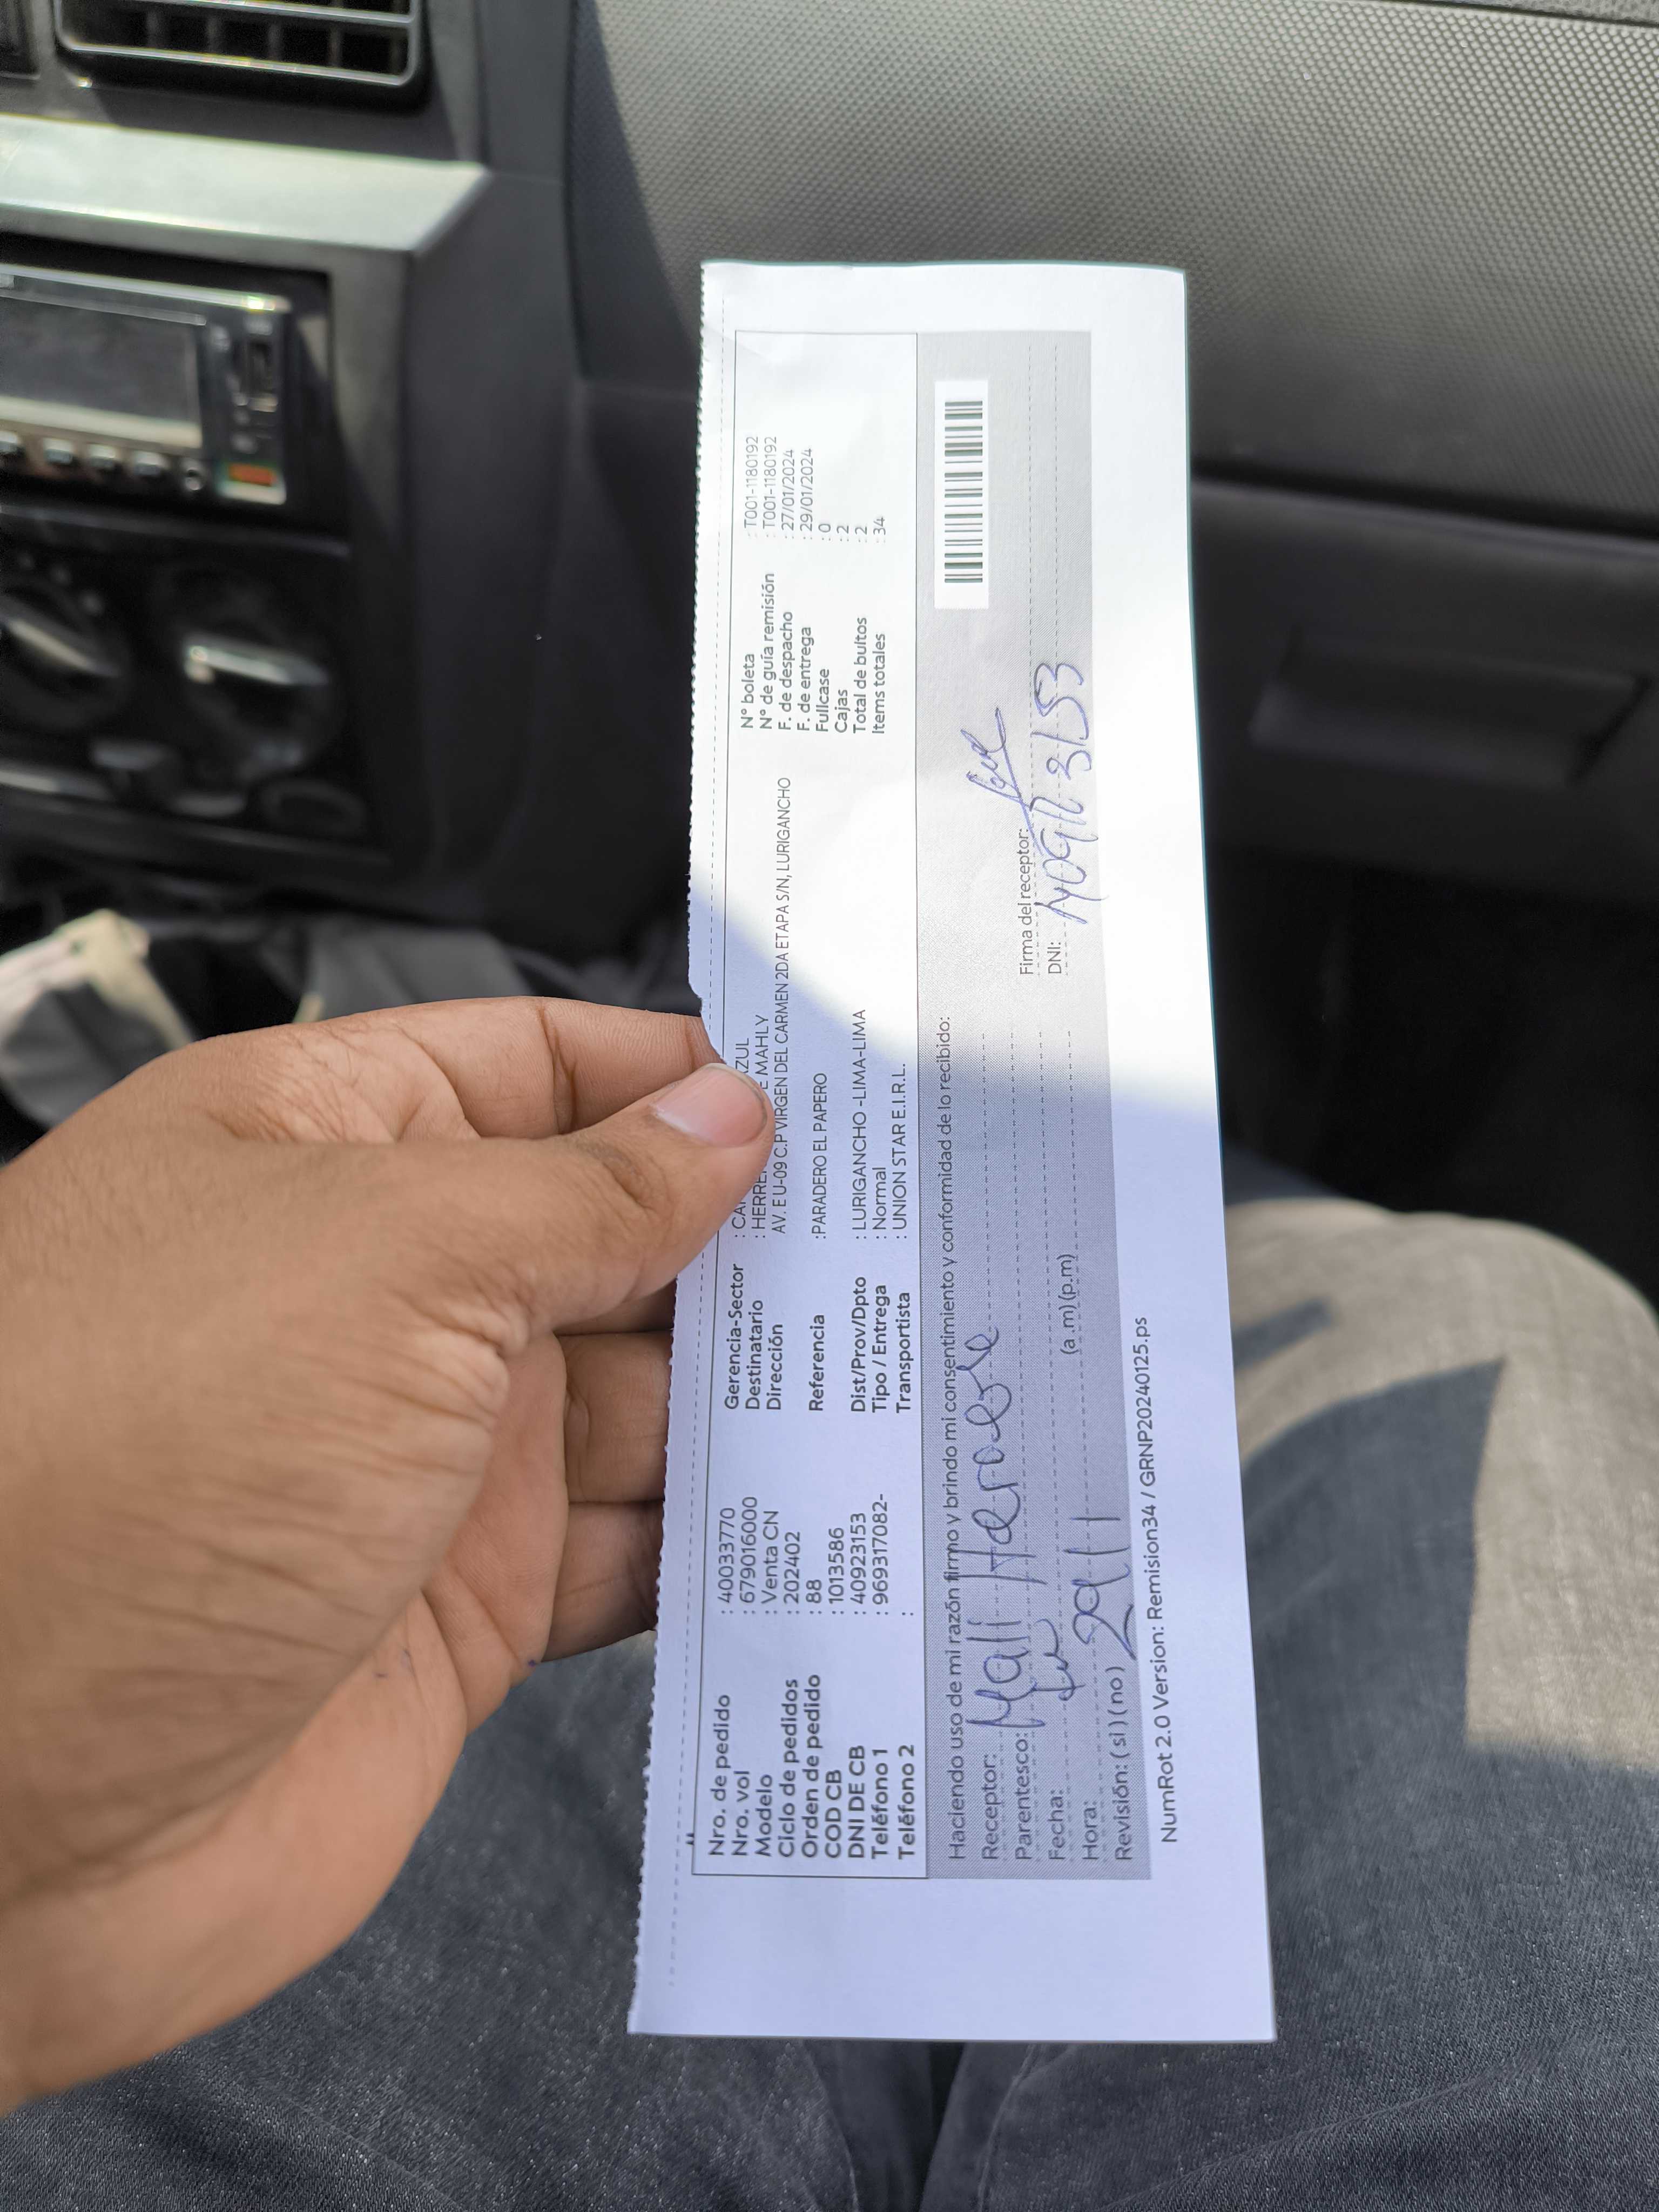 Nro. de pedido : 40033770
Nro. vol : 679016000
Modelo : Venta CN
Ciclo de pedidos : 202402
Orden de pedido : 88
COD CB : 1013586
DNI DE CB : 40923153
Teléfono 1 : 969317082-
Teléfono 2 :
Gerencia-Sector : CA ZUL
Destinatario : HERRE E MAHLY
Dirección AV. E U-09 C.P VIRGEN DEL CARMEN 2DA ETAPA S/N, LURIGANCHO
Referencia :PARADERO EL PAPERO
Dist/Prov/Dpto : LURIGANCHO -LIMA-LIMA
Tipo / Entrega : Normal
Transportista : UNION STAR E.I.R.L.
N° boleta : T001-1180192
N° de guía remisión : T001-1180192
F. de despacho : 27/01/2024
F. de entrega : 29/01/2024
Fullcase : 0
Cajas : 2
Total de bultos : 2
Items totales : 34
Haciendo uso de mi razón firmo y brindo mi consentimiento y conformidad de lo recibido:
Receptor: Mali
Parentesco:
Fecha:
Hora: (a .m) (p.m)
Revisión: ( si ) ( no )
Firma del receptor:
DNI: 40923153
NumRot 2.0 Version: Remision34 / GRNP20240125.ps